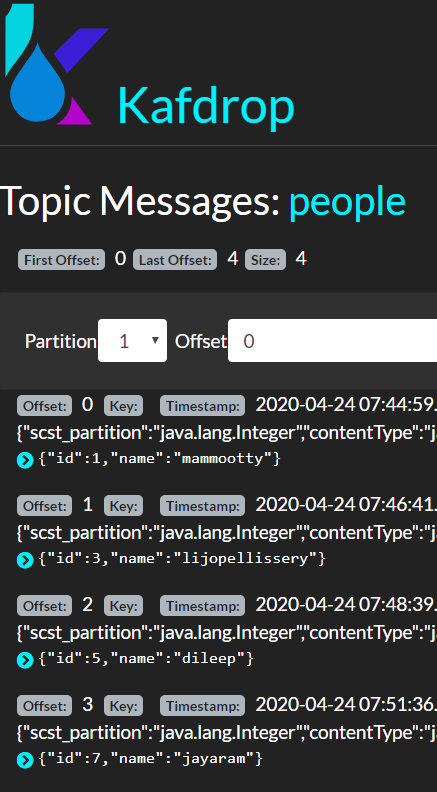 Kafdrop
Topic Messages: people
First Offset: 0 Last Offset: 4 Size: 4
Partition 1 Offset 0
Offset: 0 Key: Timestamp: 2020-04-24 07:44:59.
{"scst_partition":"java.lang.Integer","contentType":"j
{"id":1,"name":"mammootty"}
Offset: 1 Key: Timestamp: 2020-04-24 07:46:41.
{"scst_partition":"java.lang.Integer","contentType":"j
{"id":3,"name":"lijopellissery"}
Offset: 2 Key: Timestamp: 2020-04-24 07:48:39.
{"scst_partition":"java.lang.Integer","contentType":"j
{"id":5,"name":"dileep"}
Offset: 3 Key: Timestamp: 2020-04-24 07:51:36.
{"scst_partition":"java.lang.Integer","contentType":"j
{"id":7,"name":"jayaram"}